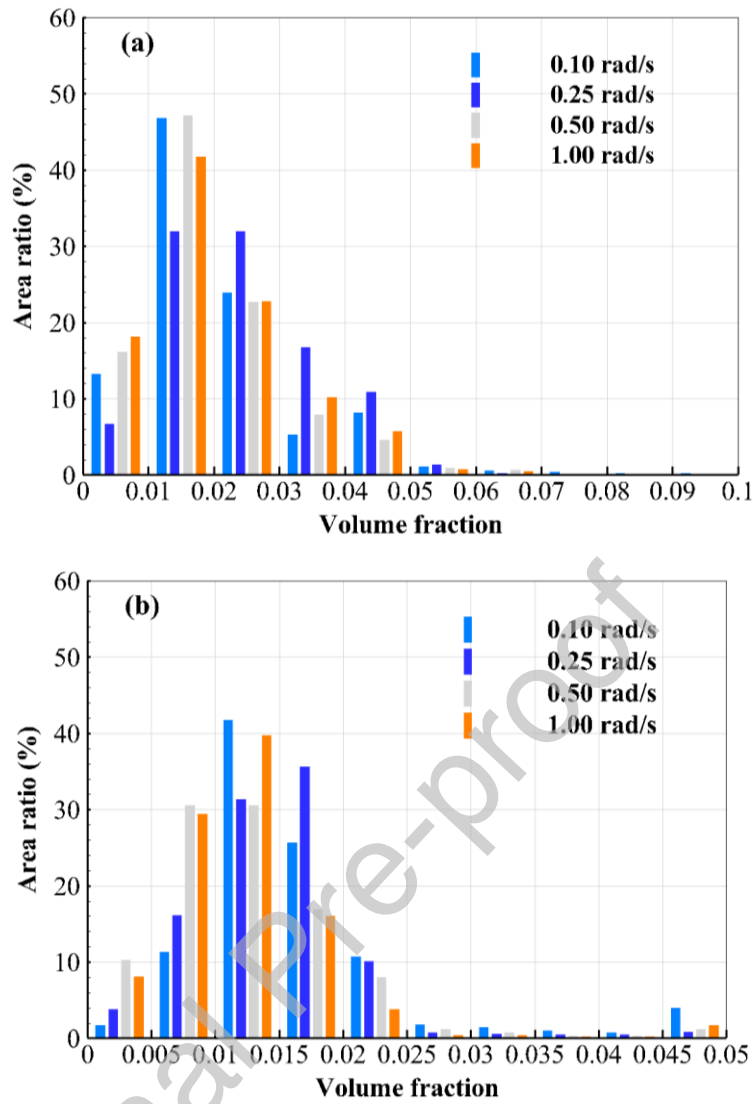 60
(a)
0.10 rad/s
0.25 rad/s
0.50 rad/s
1.00 rad/s
50
40
30
20
10
0
Area ratio (%)
0 0.01 0.02 0.03 0.04 0.05 0.06 0.07 0.08 0.09 0.1
Volume fraction
60
(b)
0.10 rad/s
0.25 rad/s
0.50 rad/s
1.00 rad/s
50
40
30
20
10
0
Area ratio (%)
0 0.005 0.01 0.015 0.02 0.025 0.03 0.035 0.04 0.045 0.05
Volume fraction
al Pre-proof